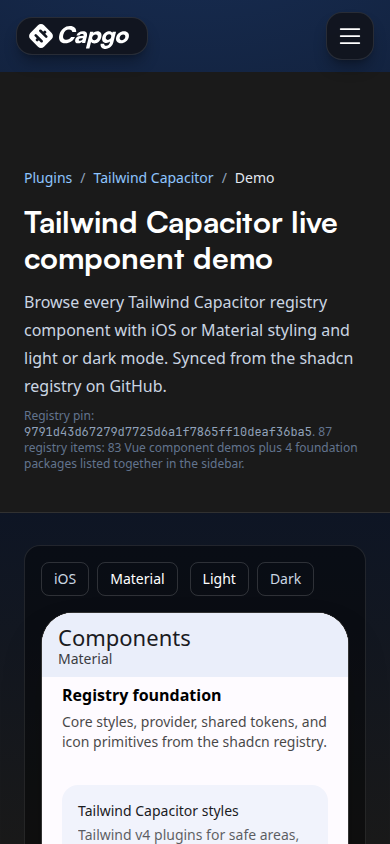 Capgo
Plugins / Tailwind Capacitor / Demo
Tailwind Capacitor live
component demo
Browse every Tailwind Capacitor registry
component with iOS or Material styling and
light or dark mode. Synced from the shadcn
registry on GitHub.
Registry pin:
9791d43d67279d7725d6a1f7865ff10deaf36ba5. 87
registry items: 83 Vue component demos plus 4 foundation
packages listed together in the sidebar.
iOS Material Light Dark
Components
Material
Registry foundation
Core styles, provider, shared tokens, and
icon primitives from the shadcn registry.
Tailwind Capacitor styles
Tailwind v4 plugins for safe areas,